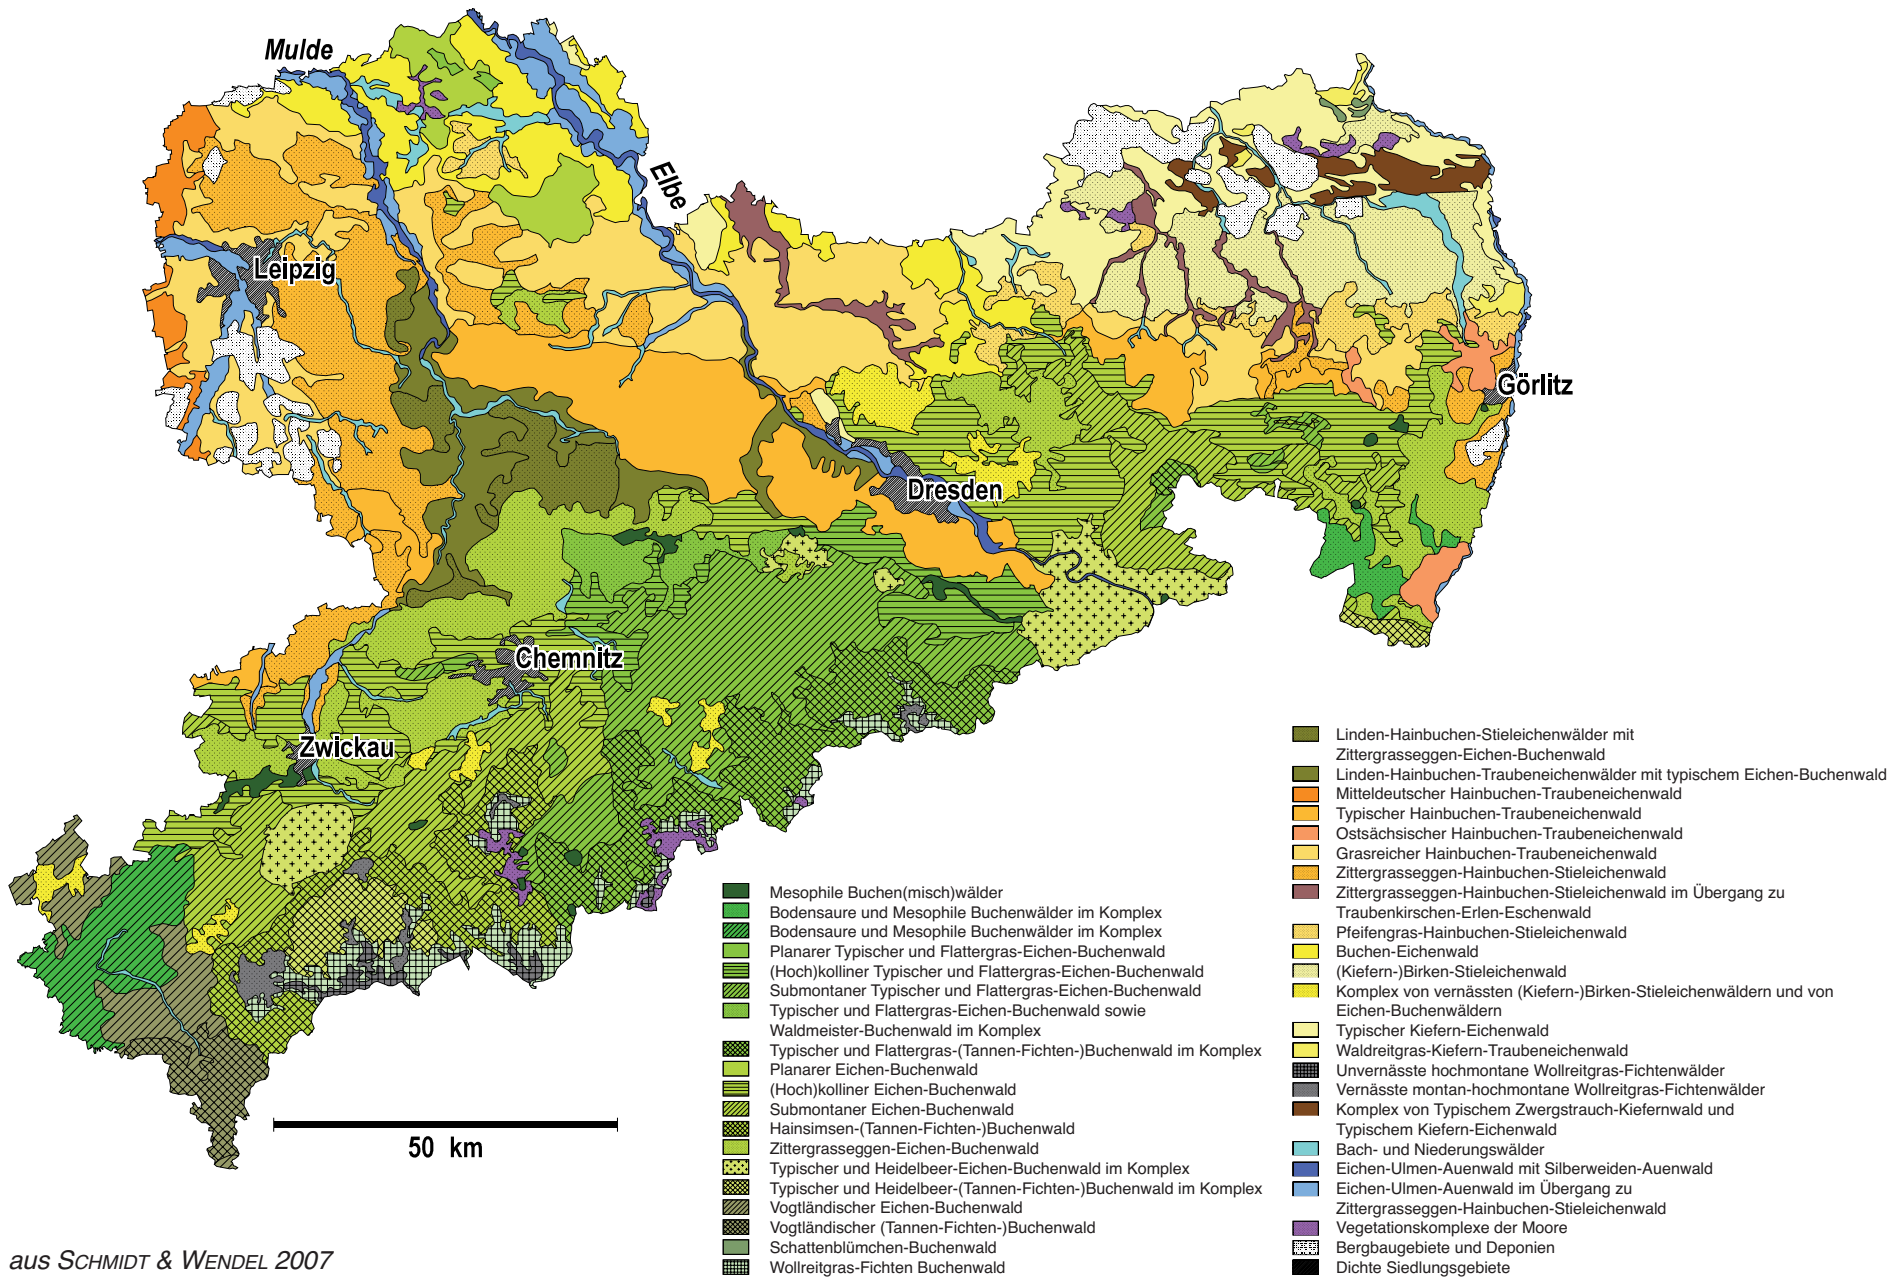 Mulde
Elbe
Leipzig
Görlitz
Dresden
Chemnitz
Zwickau
50 km
aus SCHMIDT & WENDEL 2007
Mesophile Buchen(misch)wälder
Bodensaure und Mesophile Buchenwälder im Komplex
Bodensaure und Mesophile Buchenwälder im Komplex
Planarer Typischer und Flattergras-Eichen-Buchenwald
(Hoch)kolliner Typischer und Flattergras-Eichen-Buchenwald
Submontaner Typischer und Flattergras-Eichen-Buchenwald
Typischer und Flattergras-Eichen-Buchenwald sowie
Waldmeister-Buchenwald im Komplex
Typischer und Flattergras-(Tannen-Fichten-)Buchenwald im Komplex
Planarer Eichen-Buchenwald
(Hoch)kolliner Eichen-Buchenwald
Submontaner Eichen-Buchenwald
Hainsimsen-(Tannen-Fichten-)Buchenwald
Zittergrasseggen-Eichen-Buchenwald
Typischer und Heidelbeer-Eichen-Buchenwald im Komplex
Typischer und Heidelbeer-(Tannen-Fichten-)Buchenwald im Komplex
Vogtländischer Eichen-Buchenwald
Vogtländischer (Tannen-Fichten-)Buchenwald
Schattenblümchen-Buchenwald
Wollreitgras-Fichten Buchenwald
Linden-Hainbuchen-Stieleichenwälder mit
Zittergrasseggen-Eichen-Buchenwald
Linden-Hainbuchen-Traubeneichenwälder mit typischem Eichen-Buchenwald
Mitteldeutscher Hainbuchen-Traubeneichenwald
Typischer Hainbuchen-Traubeneichenwald
Ostsächsischer Hainbuchen-Traubeneichenwald
Grasreicher Hainbuchen-Traubeneichenwald
Zittergrasseggen-Hainbuchen-Stieleichenwald
Zittergrasseggen-Hainbuchen-Stieleichenwald im Übergang zu
Traubenkirschen-Erlen-Eschenwald
Pfeifengras-Hainbuchen-Stieleichenwald
Buchen-Eichenwald
(Kiefern-)Birken-Stieleichenwald
Komplex von vernässten (Kiefern-)Birken-Stieleichenwäldern und von
Eichen-Buchenwäldern
Typischer Kiefern-Eichenwald
Waldreitgras-Kiefern-Traubeneichenwald
Unvernässte hochmontane Wollreitgras-Fichtenwälder
Vernässte montan-hochmontane Wollreitgras-Fichtenwälder
Komplex von Typischem Zwergstrauch-Kiefernwald und
Typischem Kiefern-Eichenwald
Bach- und Niederungswälder
Eichen-Ulmen-Auenwald mit Silberweiden-Auenwald
Eichen-Ulmen-Auenwald im Übergang zu
Zittergrasseggen-Hainbuchen-Stieleichenwald
Vegetationskomplexe der Moore
Bergbaugebiete und Deponien
Dichte Siedlungsgebiete